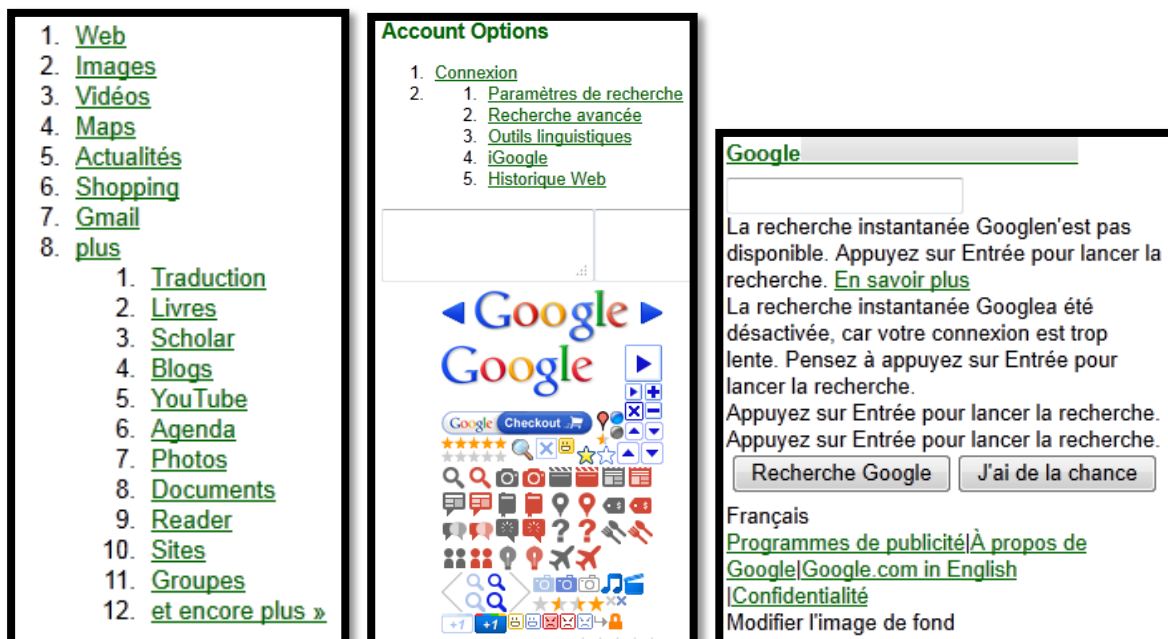 1. Web
2. Images
3. Vidéos
4. Maps
5. Actualités
6. Shopping
7. Gmail
8. plus
1. Traduction
2. Livres
3. Scholar
4. Blogs
5. YouTube
6. Agenda
7. Photos
8. Documents
9. Reader
10. Sites
11. Groupes
12. et encore plus »
Account Options
1. Connexion
2. 1. Paramètres de recherche
2. Recherche avancée
3. Outils linguistiques
4. iGoogle
5. Historique Web
Google
Google
Google Checkout
+1 +1
Google
La recherche instantanée Googlen'est pas
disponible. Appuyez sur Entrée pour lancer la
recherche. En savoir plus
La recherche instantanée Googlea été
désactivée, car votre connexion est trop
lente. Pensez à appuyez sur Entrée pour
lancer la recherche.
Appuyez sur Entrée pour lancer la recherche.
Appuyez sur Entrée pour lancer la recherche.
Recherche Google J'ai de la chance
Français
Programmes de publicité|À propos de
Google|Google.com in English
|Confidentialité
Modifier l'image de fond